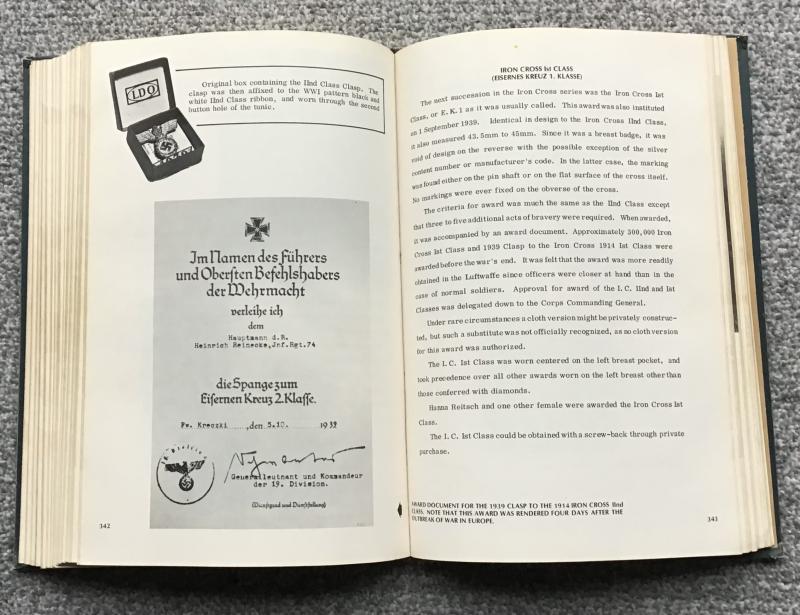 LDO
Original box containing the IInd Class Clasp. The
clasp was then affixed to the WWI pattern black and
white IInd Class ribbon, and worn through the second
button hole of the tunic.
Im Namen des Führers
und Obersten Befehlshabers
der Wehrmacht
verleihe ich
dem
Hauptmann d.R.
Heinrich Reinecke, Inf.Rgt.74
die Spange zum
Eisernen Kreuz 2.Klasse.
,den 5.10. 1939
Generalleutnant und Kommandeur
der 19. Division.
(Dienstgrad und Dienststellung)
342
IRON CROSS Ist CLASS
(EISERNES KREUZ 1. KLASSE)
The next succession in the Iron Cross series was the Iron Cross Ist
Class, or E.K.1 as it was usually called. This award was also instituted
on 1 September 1939. Identical in design to the Iron Cross IInd Class,
it also measured 43.5mm to 45mm. Since it was a breast badge, it was
void of design on the reverse with the possible exception of the silver
content number or manufacturer's code. In the latter case, the marking
was found either on the pin shaft or on the flat surface of the cross itself.
No markings were ever fixed on the obverse of the cross.
The criteria for award was much the same as the IInd Class except
that three to five additional acts of bravery were required. When awarded,
it was accompanied by an award document. Approximately 300,000 Iron
Cross Ist Class and 1939 Clasp to the Iron Cross 1914 Ist Class were
awarded before the war's end. It was felt that the award was more readily
obtained in the Luftwaffe since officers were closer at hand than in the
case of normal soldiers. Approval for award of the I.C. IInd and Ist
Classes was delegated down to the Corps Commanding General.
Under rare circumstances a cloth version might be privately construc-
ted, but such a substitute was not officially recognized, as no cloth version
for this award was authorized.
The I.C. Ist Class was worn centered on the left breast pocket, and
took precedence over all other awards worn on the left breast other than
those conferred with diamonds.
Hanna Reitsch and one other female were awarded the Iron Cross Ist
Class.
The I.C. Ist Class could be obtained with a screw-back through private
purchase.
AWARD DOCUMENT FOR THE 1939 CLASP TO THE 1914 IRON CROSS IInd
CLASS. NOTE THAT THIS AWARD WAS RENDERED FOUR DAYS AFTER THE
OUTBREAK OF WAR IN EUROPE.
343